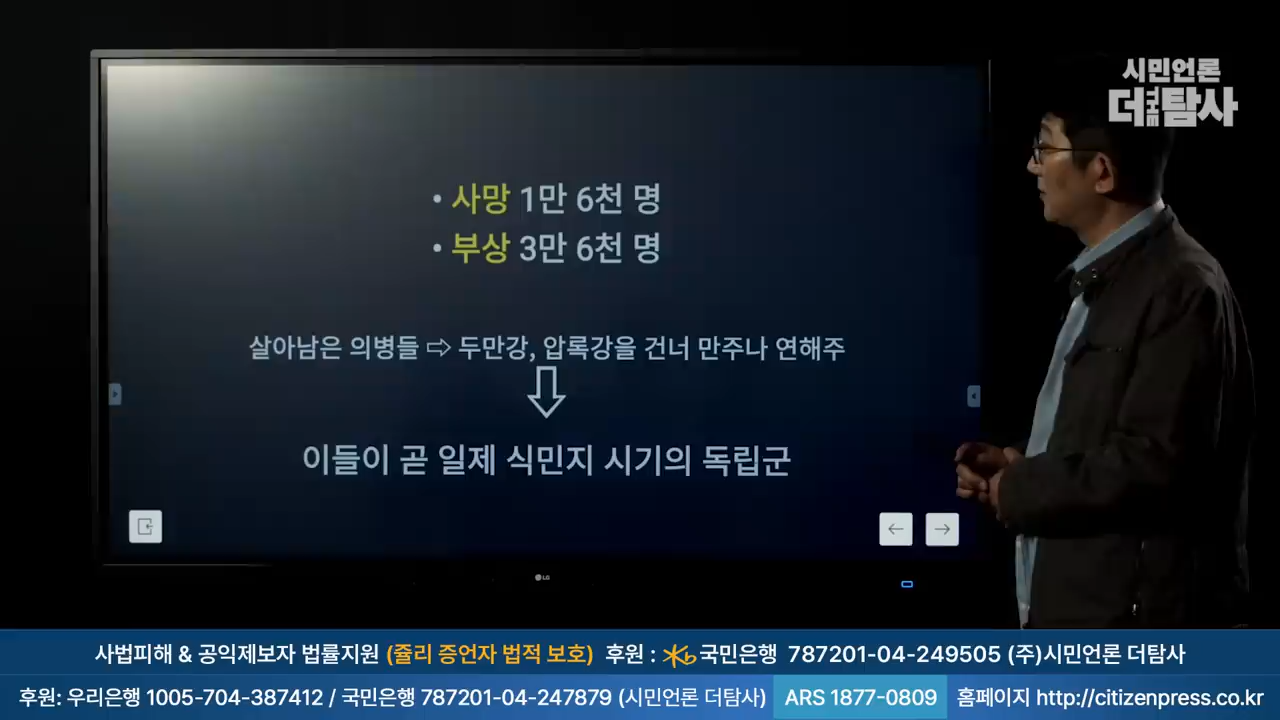 시민언론
더탐사
• 사망 1만 6천 명
• 부상 3만 6천 명
살아남은 의병들 ⇨ 두만강, 압록강을 건너 만주나 연해주
이들이 곧 일제 식민지 시기의 독립군
LG
사법피해 & 공익제보자 법률지원 (쥴리 증언자 법적 보호) 후원 : 국민은행 787201-04-249505 (주)시민언론 더탐사
후원: 우리은행 1005-704-387412 / 국민은행 787201-04-247879 (시민언론 더탐사) ARS 1877-0809 홈페이지 http://citizenpress.co.kr